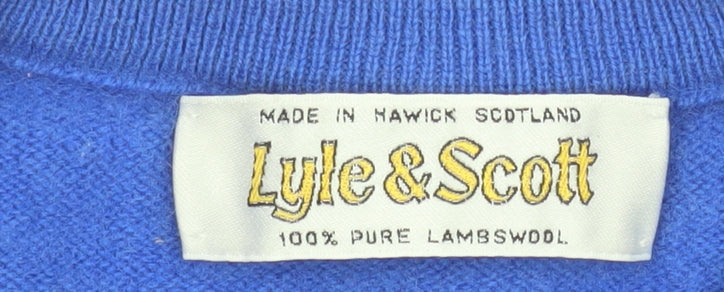 MADE IN HAWICK SCOTLAND
Lyle & Scott
100% PURE LAMBSWOOL